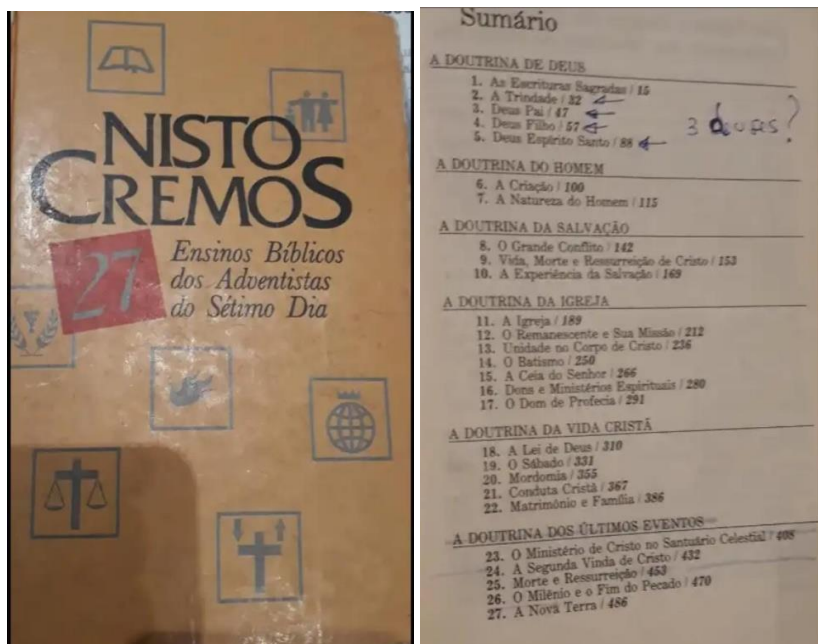 NISTO
CREMOS
27
Ensinos Bíblicos
dos Adventistas
do Sétimo Dia
Sumário
A DOUTRINA DE DEUS
1. As Escrituras Sagradas / 15
2. A Trindade / 32
3. Deus Pai / 47
4. Deus Filho / 57
5. Deus Espírito Santo / 88
3 deuses?
A DOUTRINA DO HOMEM
6. A Criação / 100
7. A Natureza do Homem / 115
A DOUTRINA DA SALVAÇÃO
8. O Grande Conflito / 142
9. Vida, Morte e Ressurreição de Cristo / 153
10. A Experiência da Salvação / 169
A DOUTRINA DA IGREJA
11. A Igreja / 189
12. O Remanescente e Sua Missão / 212
13. Unidade no Corpo de Cristo / 236
14. O Batismo / 250
15. A Ceia do Senhor / 266
16. Dons e Ministérios Espirituais / 280
17. O Dom de Profecia / 291
A DOUTRINA DA VIDA CRISTÃ
18. A Lei de Deus / 310
19. O Sábado / 331
20. Mordomia / 355
21. Conduta Cristã / 367
22. Matrimônio e Família / 386
A DOUTRINA DOS ÚLTIMOS EVENTOS
23. O Ministério de Cristo no Santuário Celestial / 408
24. A Segunda Vinda de Cristo / 432
25. Morte e Ressurreição / 453
26. O Milênio e o Fim do Pecado / 470
27. A Nova Terra / 486